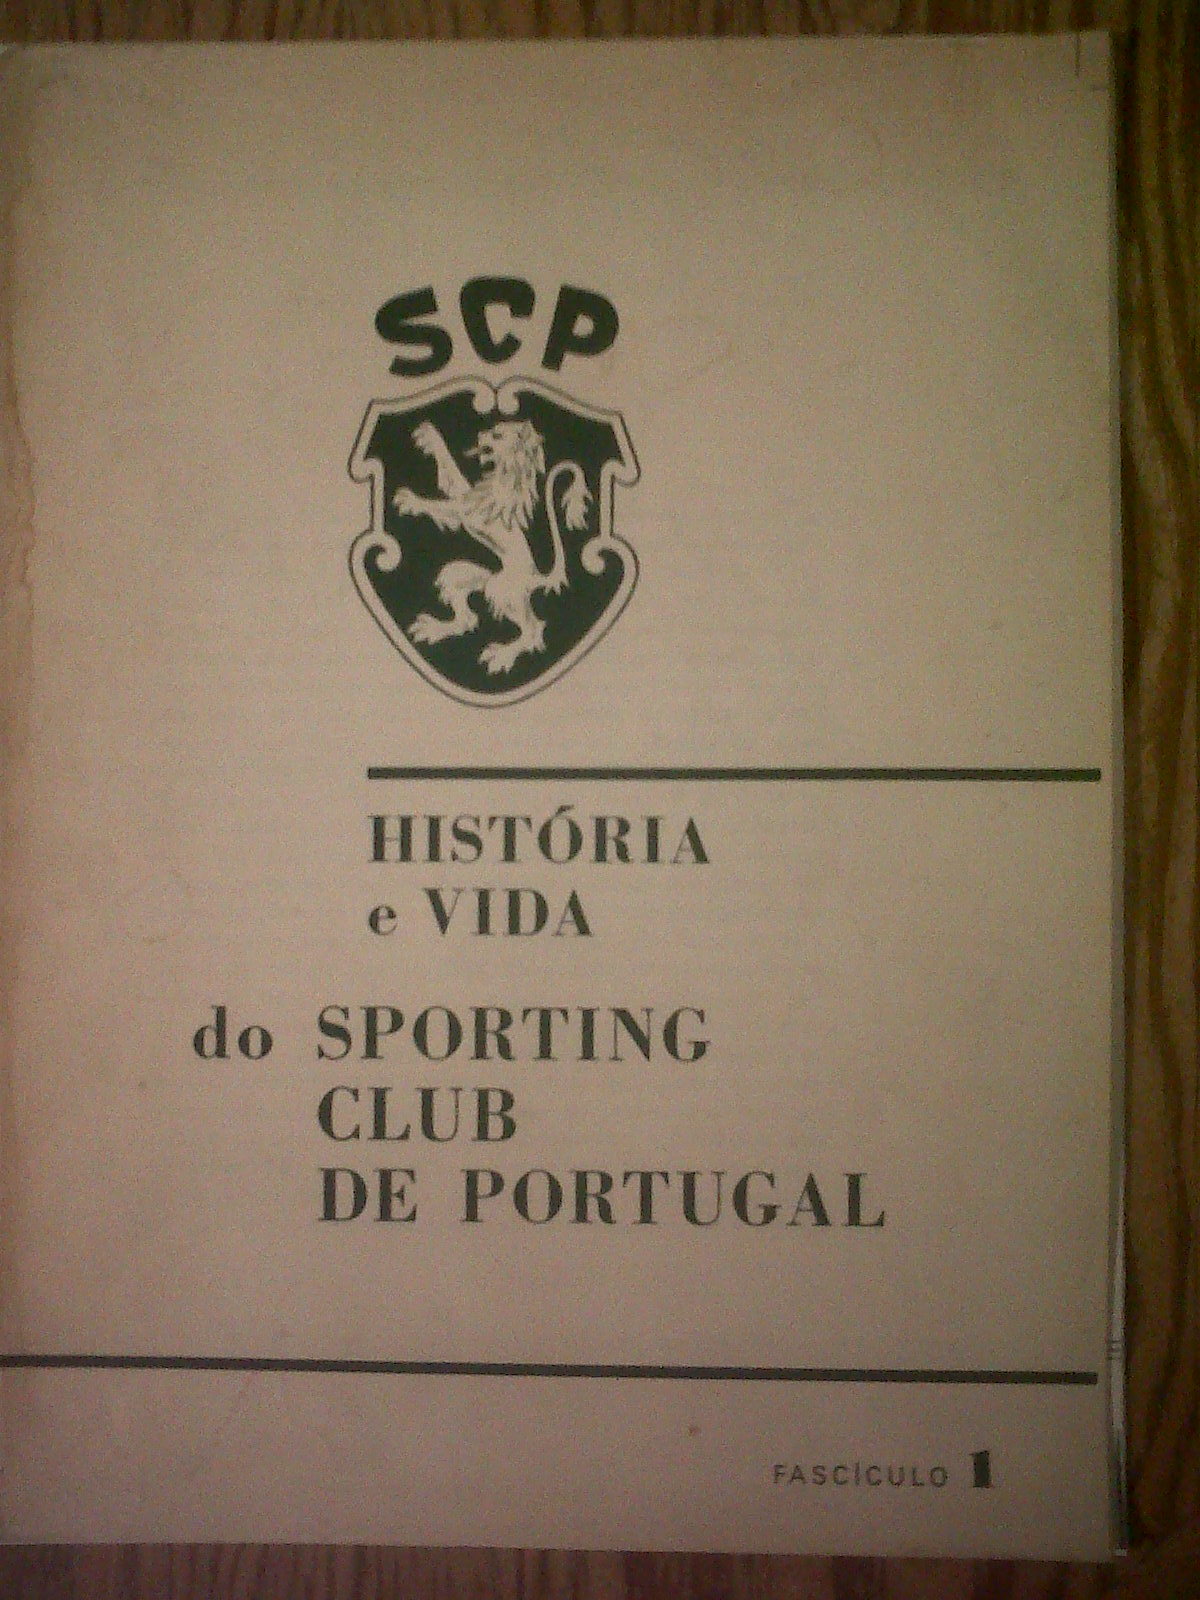 SCP
HISTÓRIA
e VIDA
do SPORTING
CLUB
DE PORTUGAL
FASCÍCULO 1